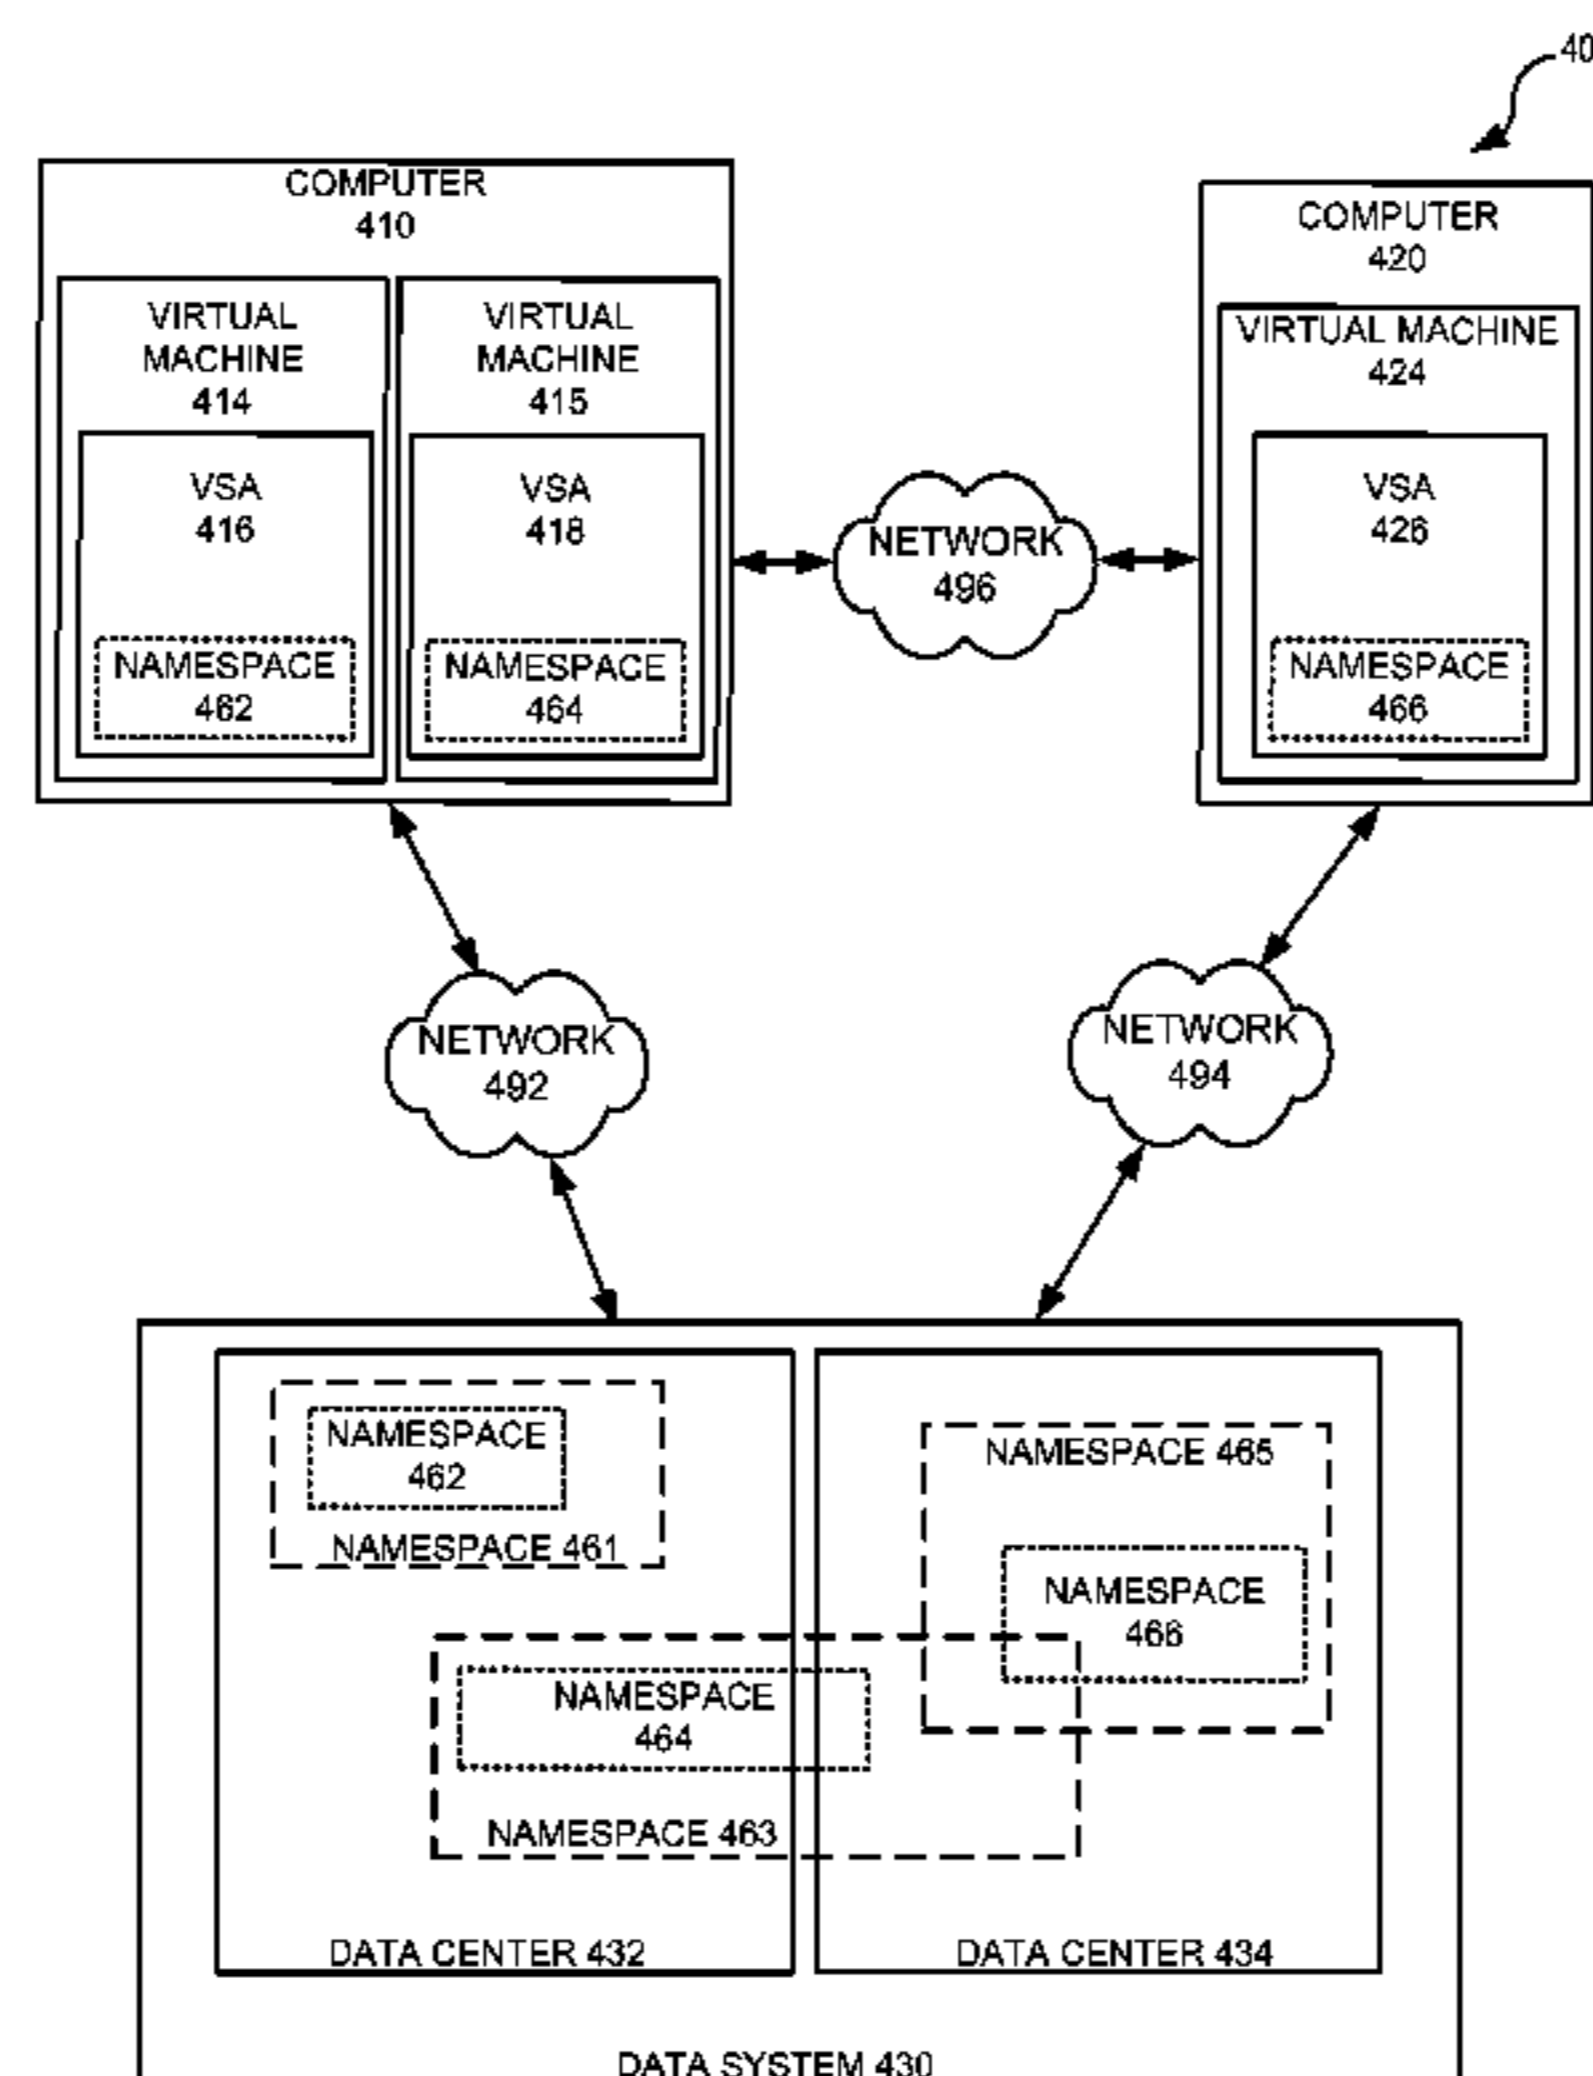 40
COMPUTER
410
VIRTUAL
MACHINE
414
VSA
416
NAMESPACE
462
VIRTUAL
MACHINE
415
VSA
418
NAMESPACE
464
NETWORK
496
COMPUTER
420
VIRTUAL MACHINE
424
VSA
426
NAMESPACE
466
NETWORK
492
NETWORK
494
NAMESPACE
462
NAMESPACE 461
NAMESPACE 465
NAMESPACE
466
NAMESPACE
464
NAMESPACE 463
DATA CENTER 432
DATA CENTER 434
DATA SYSTEM 430